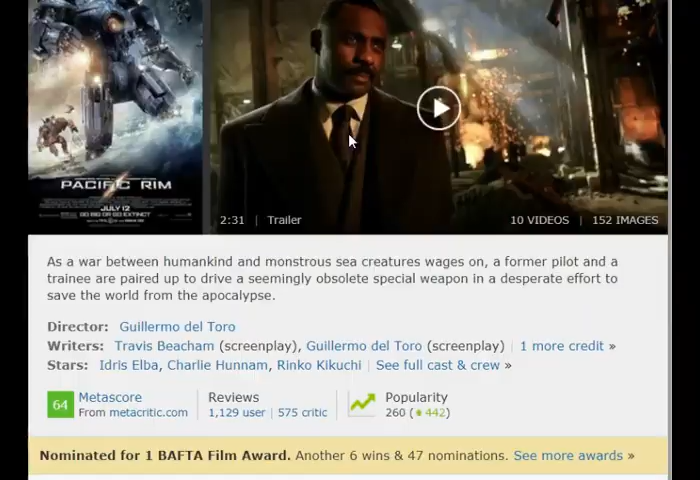 PACIFIC RIM
JULY 12
GO BIG OR GO EXTINCT
2:31 | Trailer
10 VIDEOS | 152 IMAGES
As a war between humankind and monstrous sea creatures wages on, a former pilot and a
trainee are paired up to drive a seemingly obsolete special weapon in a desperate effort to
save the world from the apocalypse.
Director: Guillermo del Toro
Writers: Travis Beacham (screenplay), Guillermo del Toro (screenplay) | 1 more credit »
Stars: Idris Elba, Charlie Hunnam, Rinko Kikuchi | See full cast & crew »
64
Metascore
From metacritic.com
Reviews
1,129 user | 575 critic
Popularity
260 (442)
Nominated for 1 BAFTA Film Award. Another 6 wins & 47 nominations. See more awards »